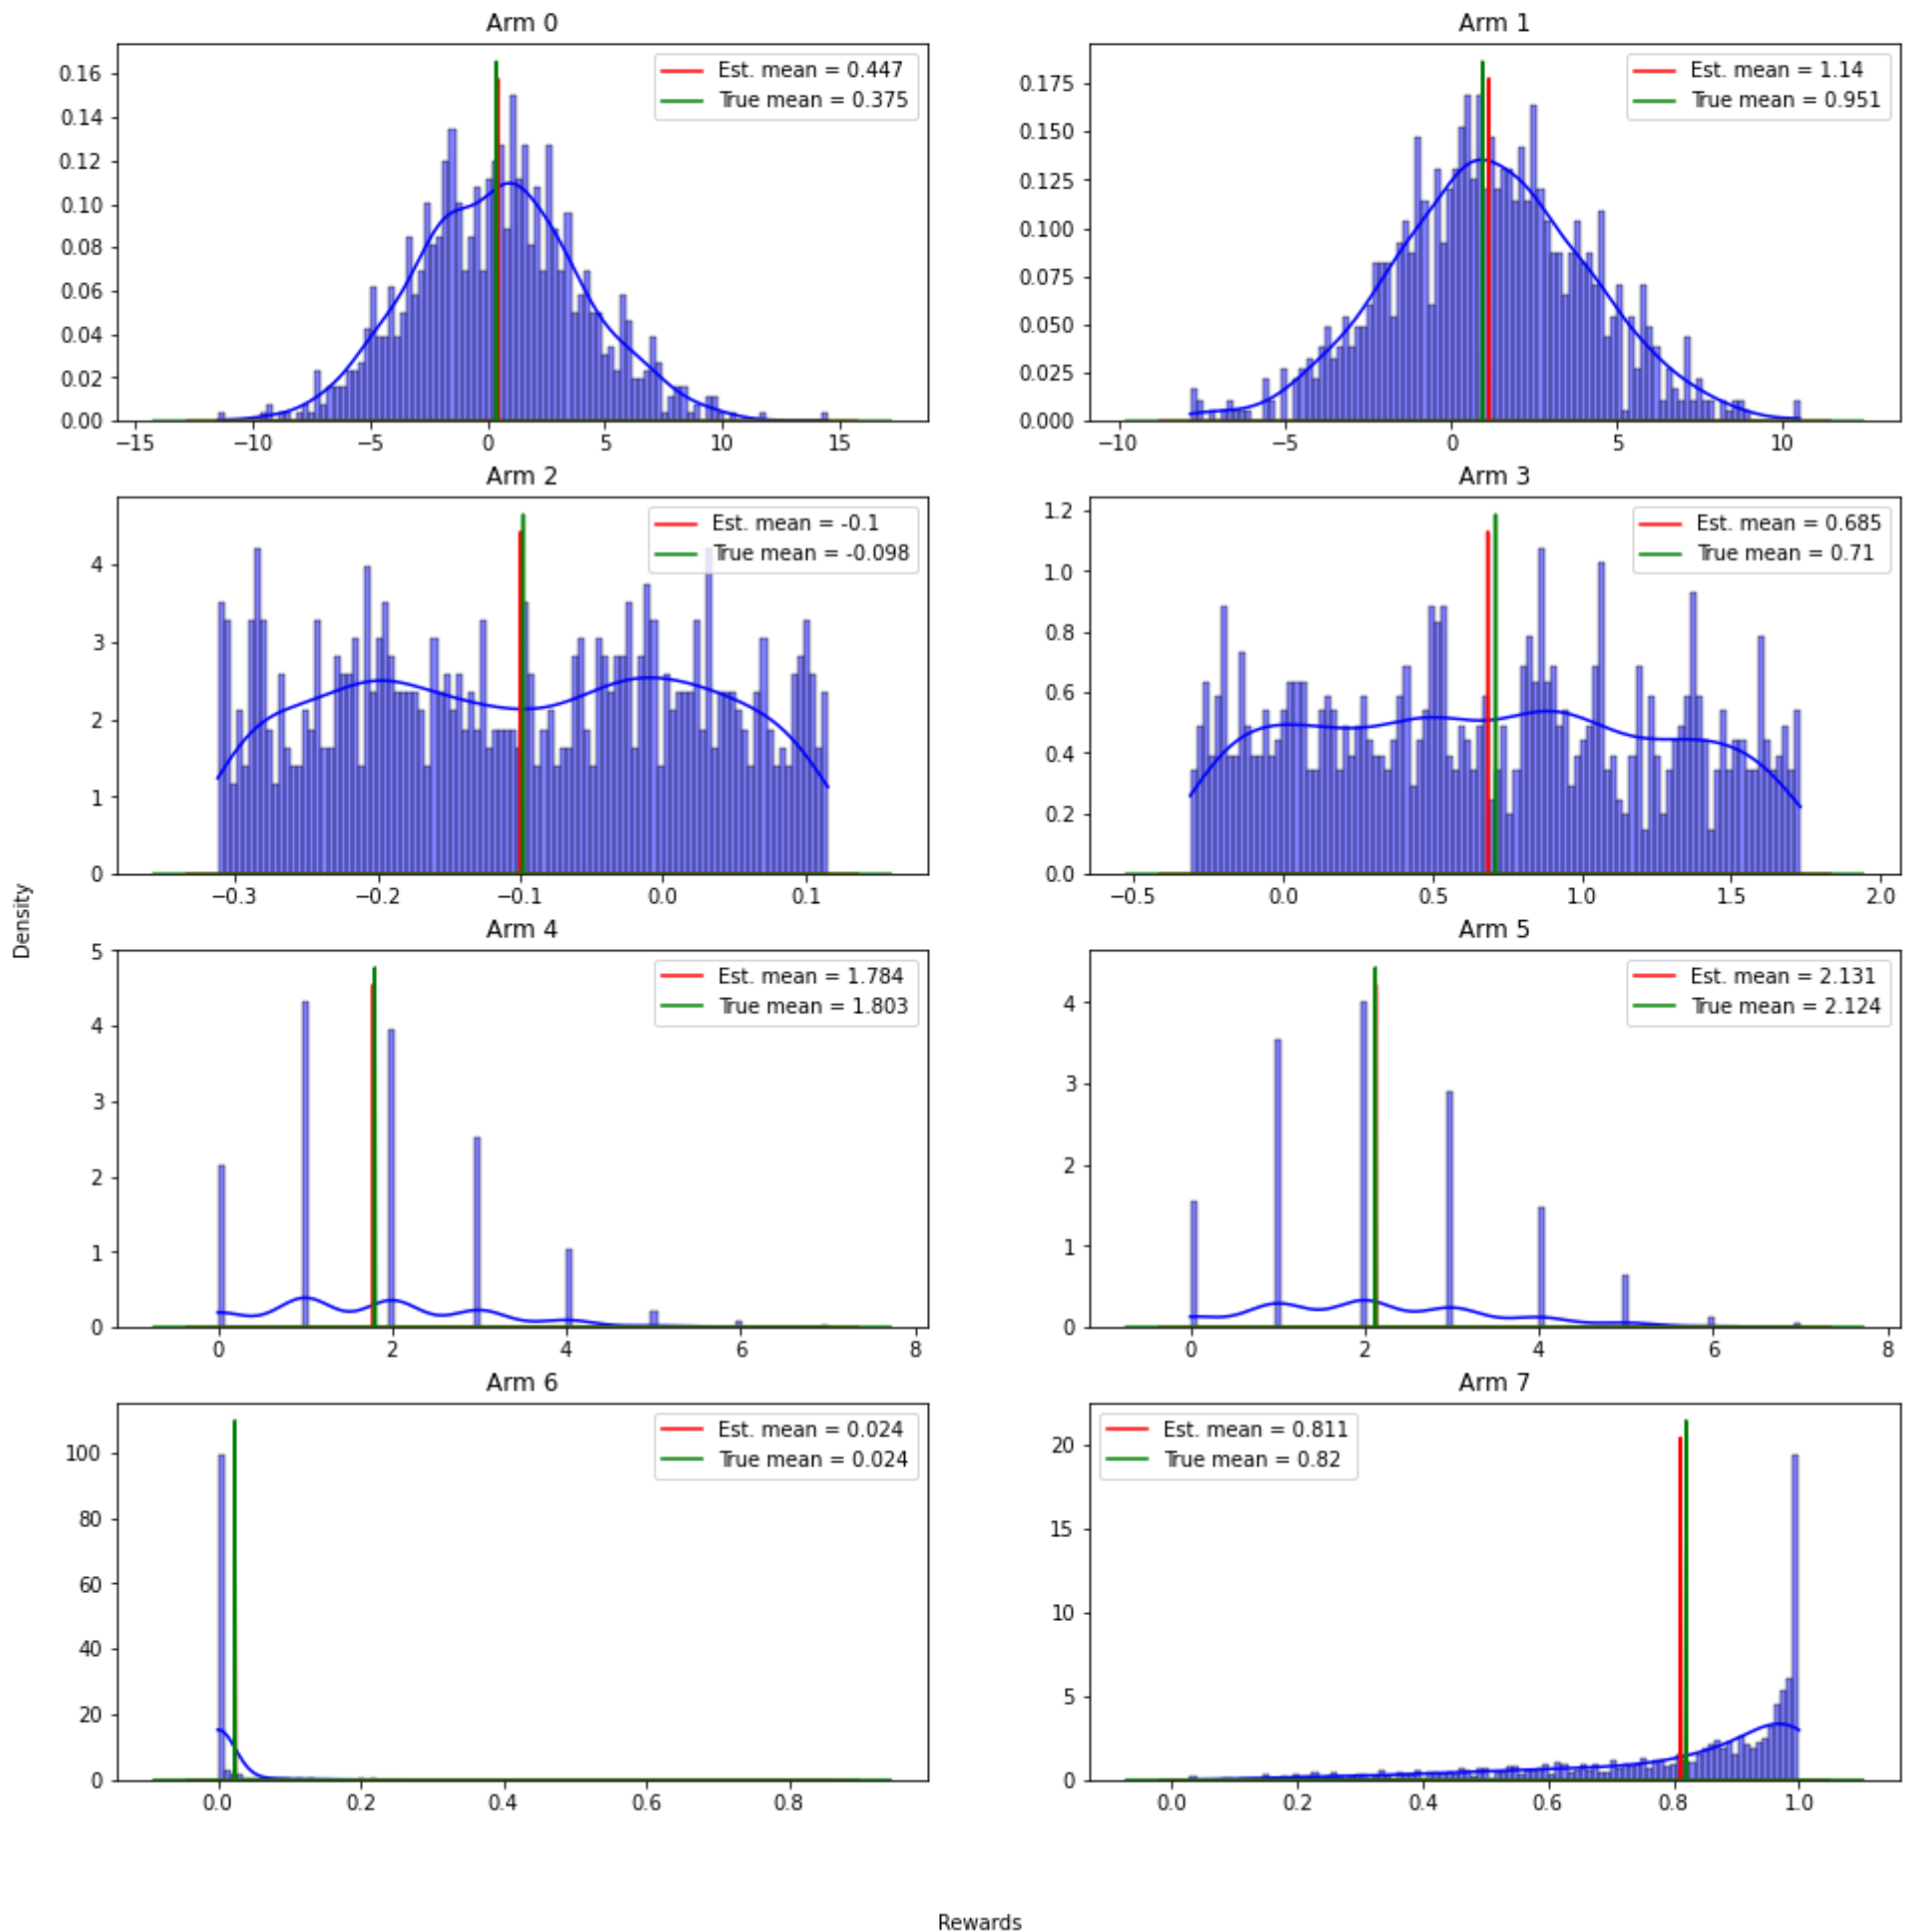 Arm 0
Est. mean = 0.447
True mean = 0.375
0.16
0.14
0.12
0.10
0.08
0.06
0.04
0.02
0.00
−15 −10 −5 0 5 10 15
Arm 1
Est. mean = 1.14
True mean = 0.951
0.175
0.150
0.125
0.100
0.075
0.050
0.025
0.000
−10 −5 0 5 10
Arm 2
Est. mean = -0.1
True mean = -0.098
4
3
2
1
0
−0.3 −0.2 −0.1 0.0 0.1
Arm 3
Est. mean = 0.685
True mean = 0.71
1.2
1.0
0.8
0.6
0.4
0.2
0.0
−0.5 0.0 0.5 1.0 1.5 2.0
Density
Arm 4
Est. mean = 1.784
True mean = 1.803
5
4
3
2
1
0
0 2 4 6 8
Arm 5
Est. mean = 2.131
True mean = 2.124
4
3
2
1
0
0 2 4 6 8
Arm 6
Est. mean = 0.024
True mean = 0.024
100
80
60
40
20
0
0.0 0.2 0.4 0.6 0.8
Arm 7
Est. mean = 0.811
True mean = 0.82
20
15
10
5
0
0.0 0.2 0.4 0.6 0.8 1.0
Rewards